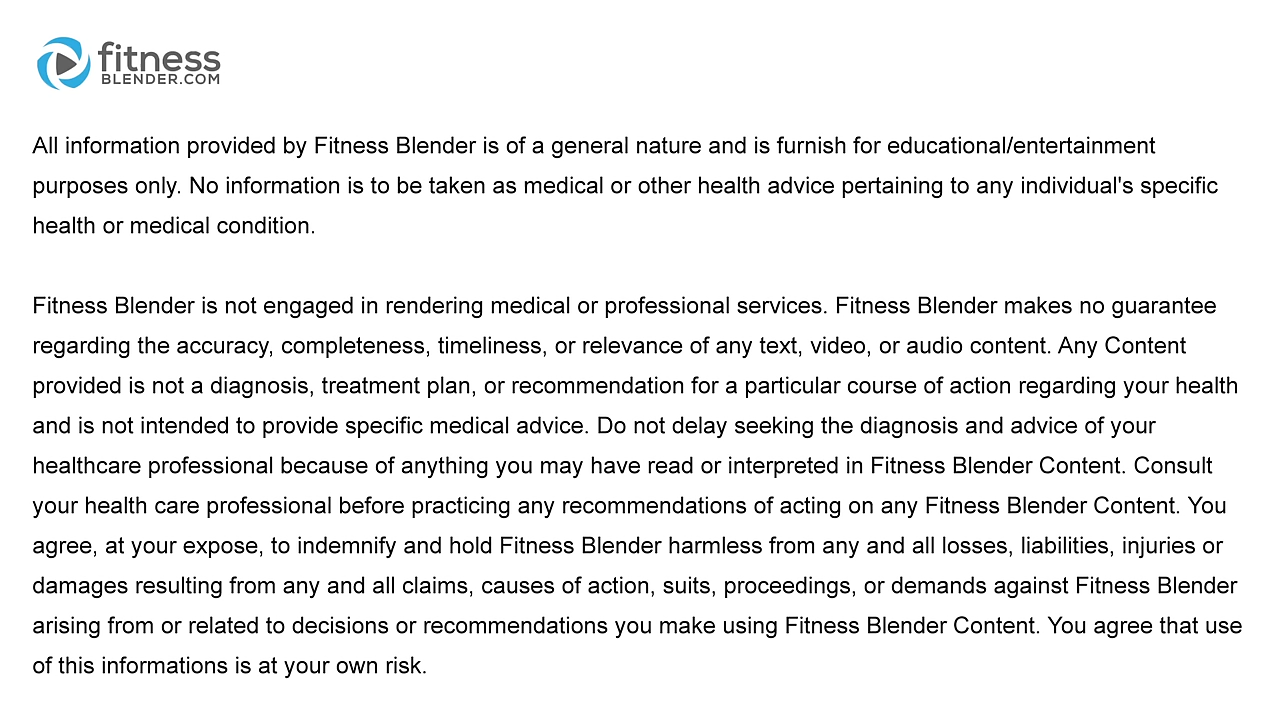 fitness
BLENDER.COM
All information provided by Fitness Blender is of a general nature and is furnish for educational/entertainment
purposes only. No information is to be taken as medical or other health advice pertaining to any individual's specific
health or medical condition.
Fitness Blender is not engaged in rendering medical or professional services. Fitness Blender makes no guarantee
regarding the accuracy, completeness, timeliness, or relevance of any text, video, or audio content. Any Content
provided is not a diagnosis, treatment plan, or recommendation for a particular course of action regarding your health
and is not intended to provide specific medical advice. Do not delay seeking the diagnosis and advice of your
healthcare professional because of anything you may have read or interpreted in Fitness Blender Content. Consult
your health care professional before practicing any recommendations of acting on any Fitness Blender Content. You
agree, at your expose, to indemnify and hold Fitness Blender harmless from any and all losses, liabilities, injuries or
damages resulting from any and all claims, causes of action, suits, proceedings, or demands against Fitness Blender
arising from or related to decisions or recommendations you make using Fitness Blender Content. You agree that use
of this informations is at your own risk.